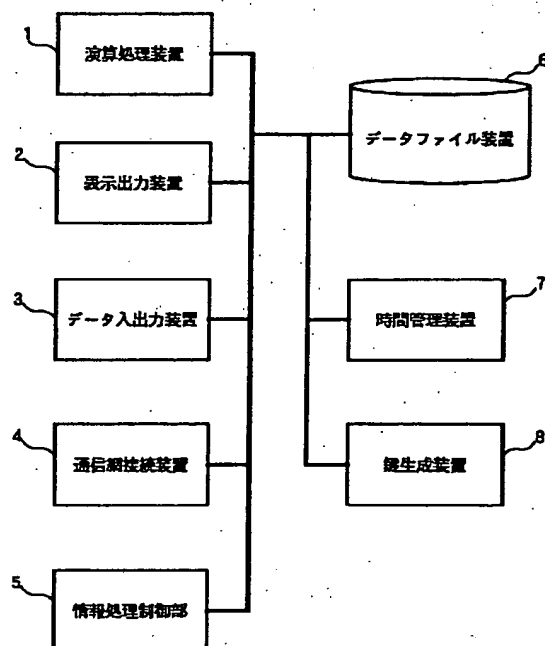 1
演算処理装置
2
表示出力装置
3
データ入出力装置
4
通信網接続装置
5
情報処理制御部
6
データファイル装置
7
時間管理装置
8
鍵生成装置